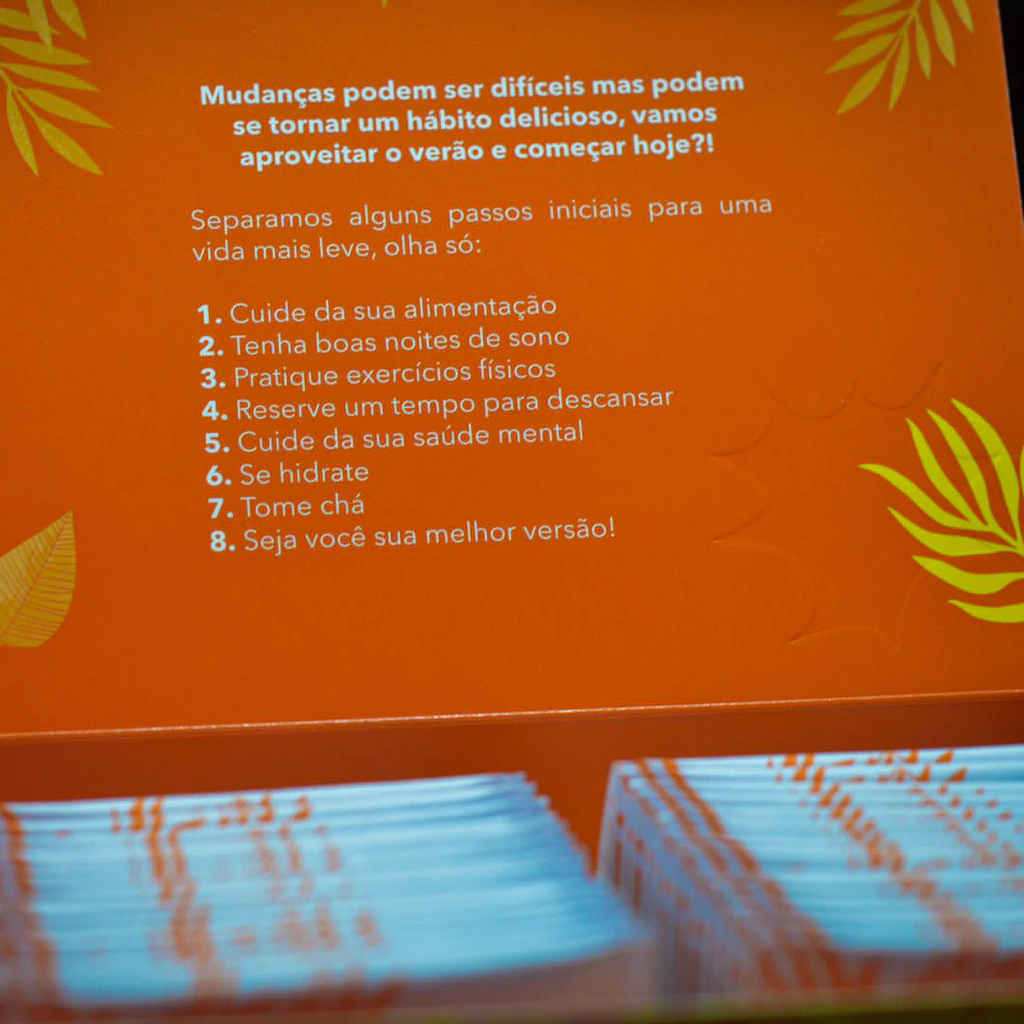 Mudanças podem ser difíceis mas podem
se tornar um hábito delicioso, vamos
aproveitar o verão e começar hoje?!
Separamos alguns passos iniciais para uma
vida mais leve, olha só:
1. Cuide da sua alimentação
2. Tenha boas noites de sono
3. Pratique exercícios físicos
4. Reserve um tempo para descansar
5. Cuide da sua saúde mental
6. Se hidrate
7. Tome chá
8. Seja você sua melhor versão!